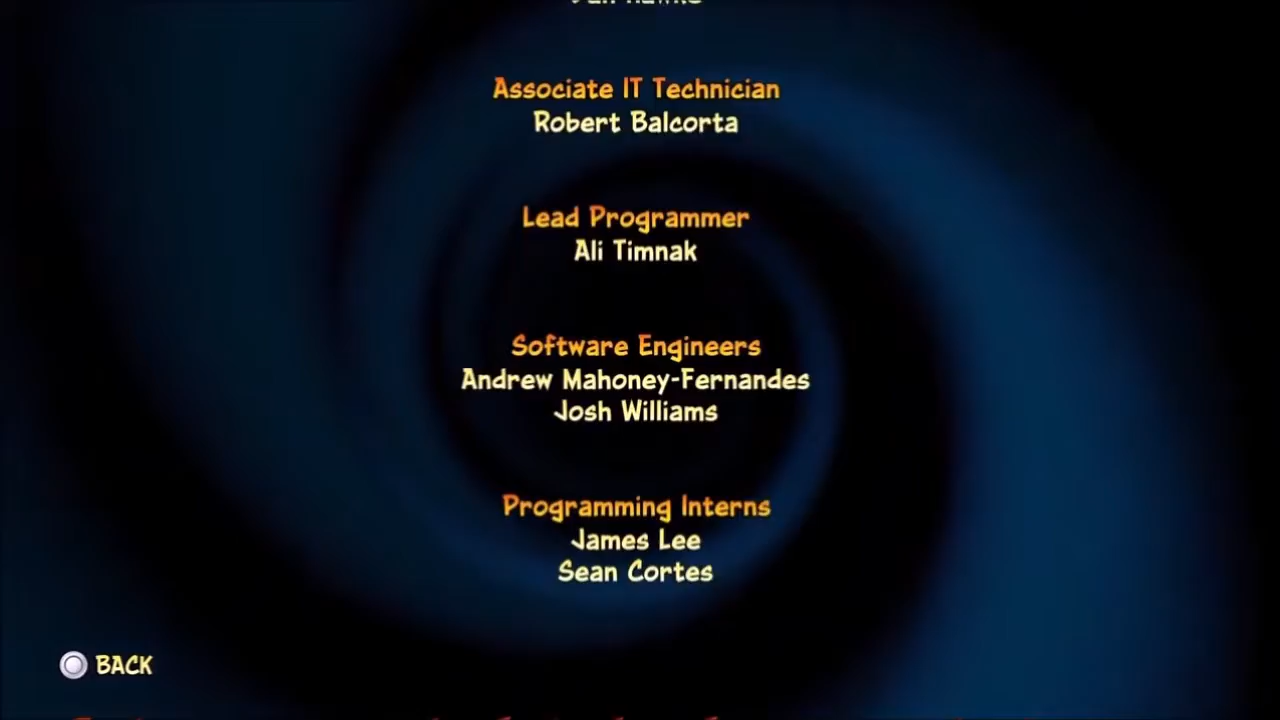 Associate IT Technician
Robert Balcorta
Lead Programmer
Ali Timnak
Software Engineers
Andrew Mahoney-Fernandes
Josh Williams
Programming Interns
James Lee
Sean Cortes
BACK